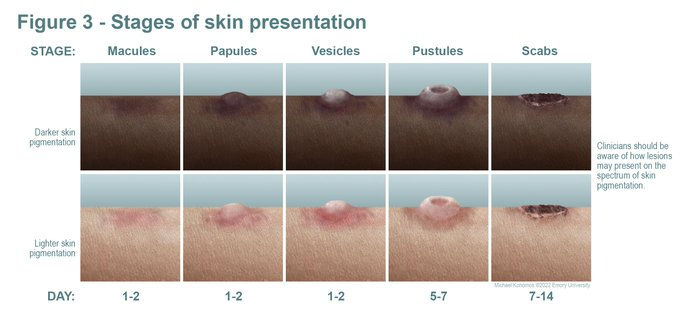 Figure 3 - Stages of skin presentation
STAGE: Macules Papules Vesicles Pustules Scabs
Darker skin
pigmentation
Clinicians should be
aware of how lesions
may present on the
spectrum of skin
pigmentation.
Lighter skin
pigmentation
Michael Konomos ©2022 Emory University
DAY: 1-2 1-2 1-2 5-7 7-14